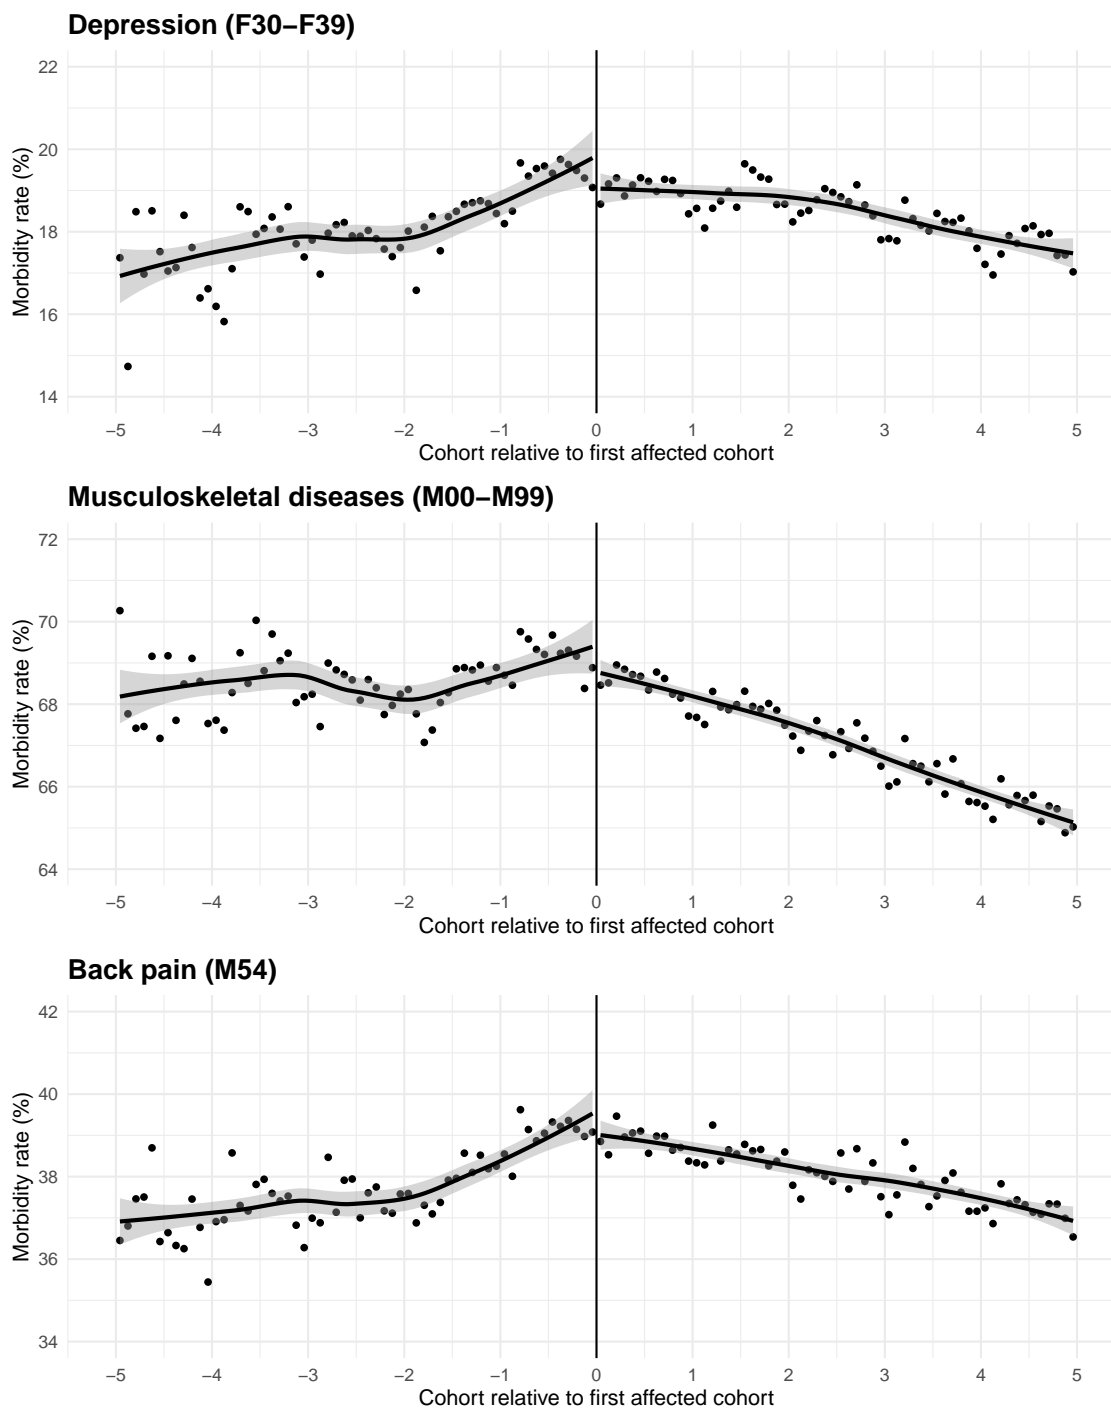 Depression (F30–F39)
22
20
18
16
14
Morbidity rate (%)
−5 −4 −3 −2 −1 0 1 2 3 4 5
Cohort relative to first affected cohort
Musculoskeletal diseases (M00–M99)
72
70
68
66
64
Morbidity rate (%)
−5 −4 −3 −2 −1 0 1 2 3 4 5
Cohort relative to first affected cohort
Back pain (M54)
42
40
38
36
34
Morbidity rate (%)
−5 −4 −3 −2 −1 0 1 2 3 4 5
Cohort relative to first affected cohort